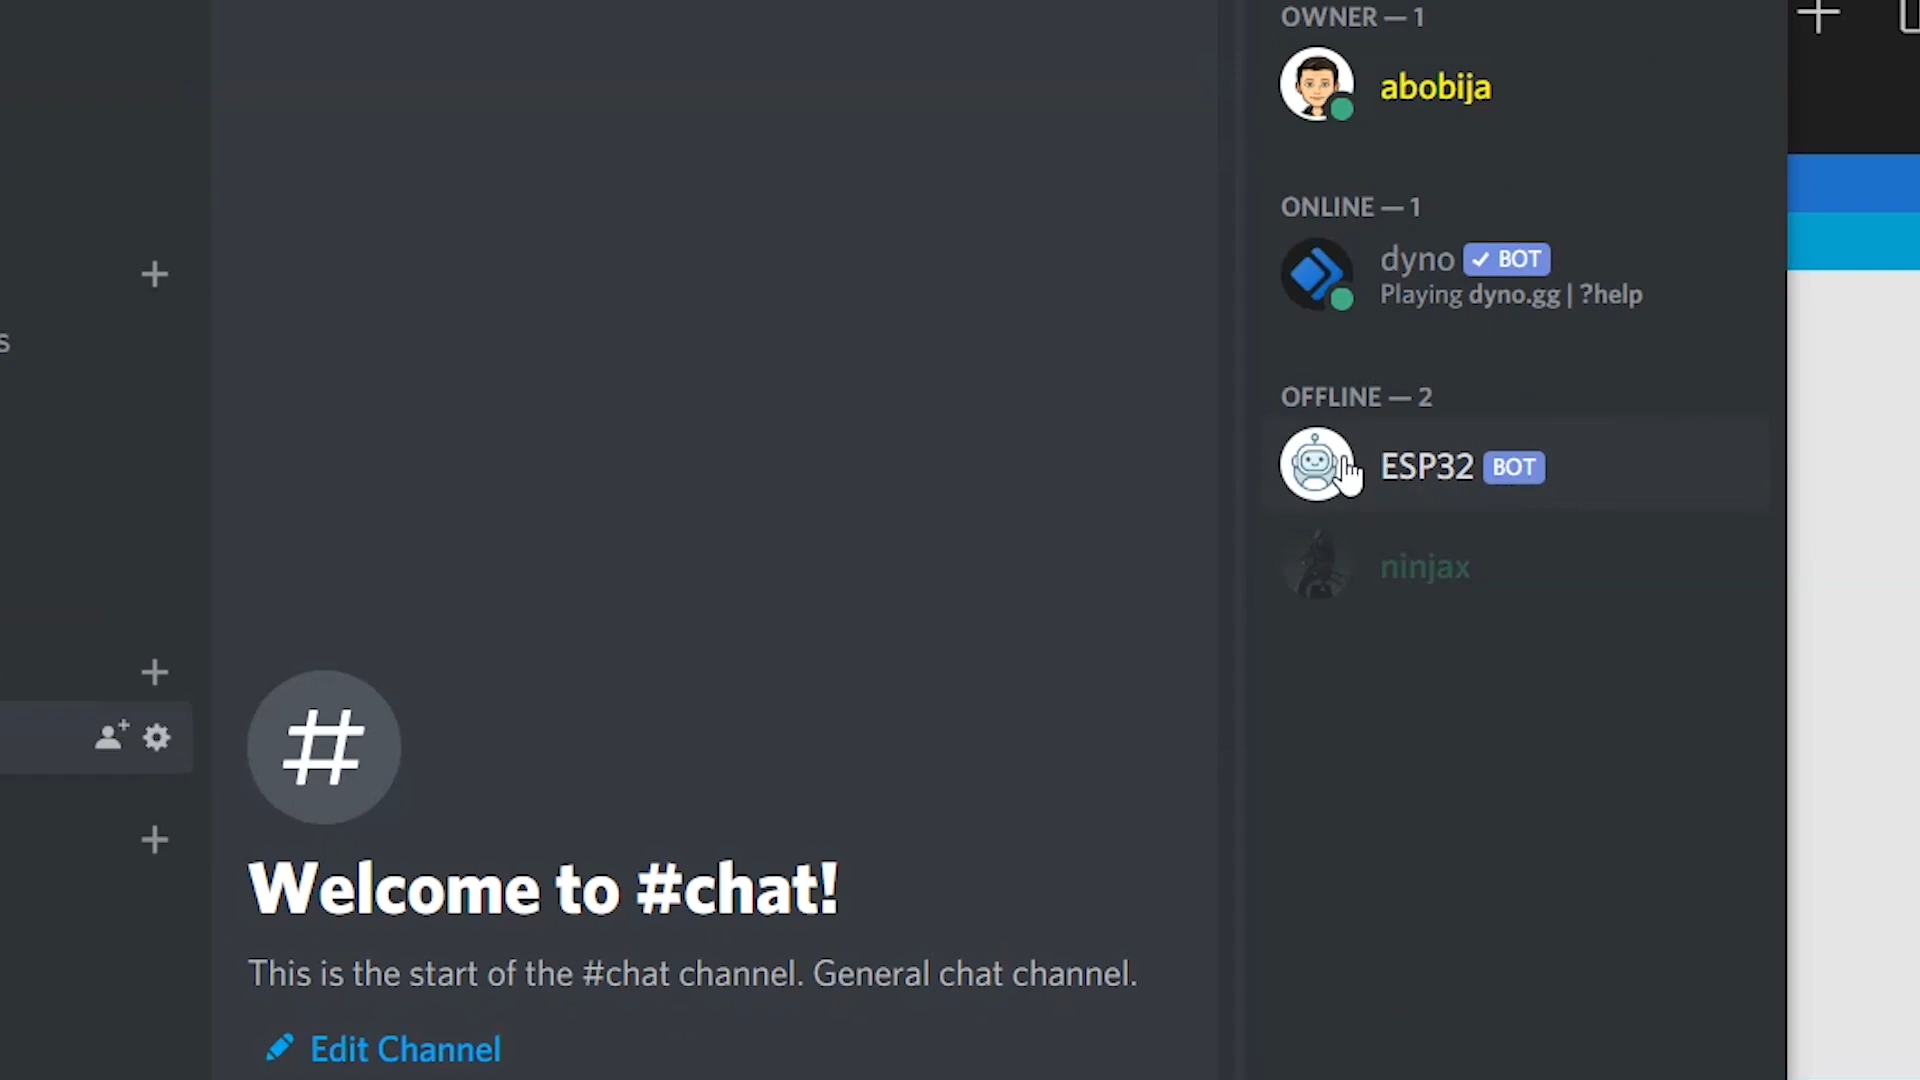 OWNER — 1
abobija
ONLINE — 1
dyno ✓ BOT
Playing dyno.gg | ?help
s
OFFLINE — 2
ESP32 BOT
ninjax
Welcome to #chat!
This is the start of the #chat channel. General chat channel.
Edit Channel